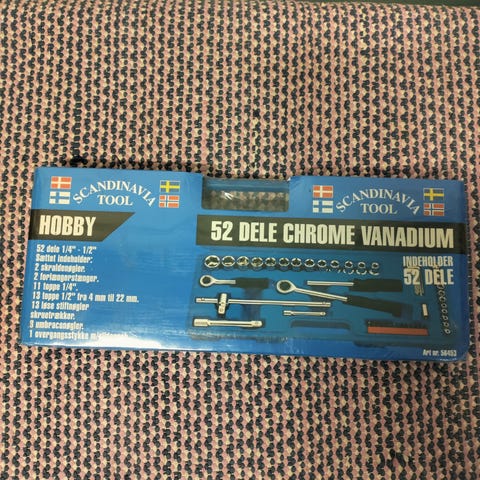 SCANDINAVIA
TOOL
HOBBY
52 dele 1/4" - 1/2"
Sættet indeholder:
2 skraldenøgler.
2 forlængerstænger.
11 toppe 1/4".
13 toppe 1/2" fra 4 mm til 22 mm.
13 løse stiftnøgler
skruetrækker.
9 umbraconøgler.
1 overgangsstykke
SCANDINAVIA
TOOL
52 DELE CHROME VANADIUM
INDEHOLDER
52 DELE
Art nr. 56453